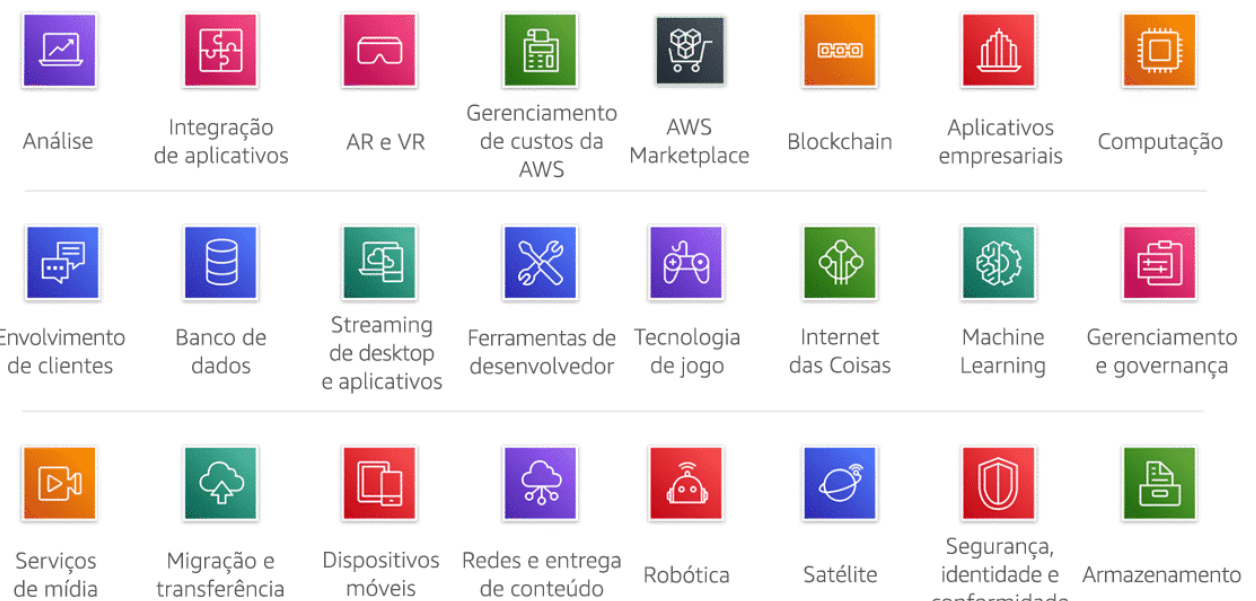 Análise
Integração
de aplicativos
AR e VR
Gerenciamento
de custos da
AWS
AWS
Marketplace
Blockchain
Aplicativos
empresariais
Computação
Envolvimento
de clientes
Banco de
dados
Streaming
de desktop
e aplicativos
Ferramentas de
desenvolvedor
Tecnologia
de jogo
Internet
das Coisas
Machine
Learning
Gerenciamento
e governança
Serviços
de mídia
Migração e
transferência
Dispositivos
móveis
Redes e entrega
de conteúdo
Robótica
Satélite
Segurança,
identidade e
conformidade
Armazenamento